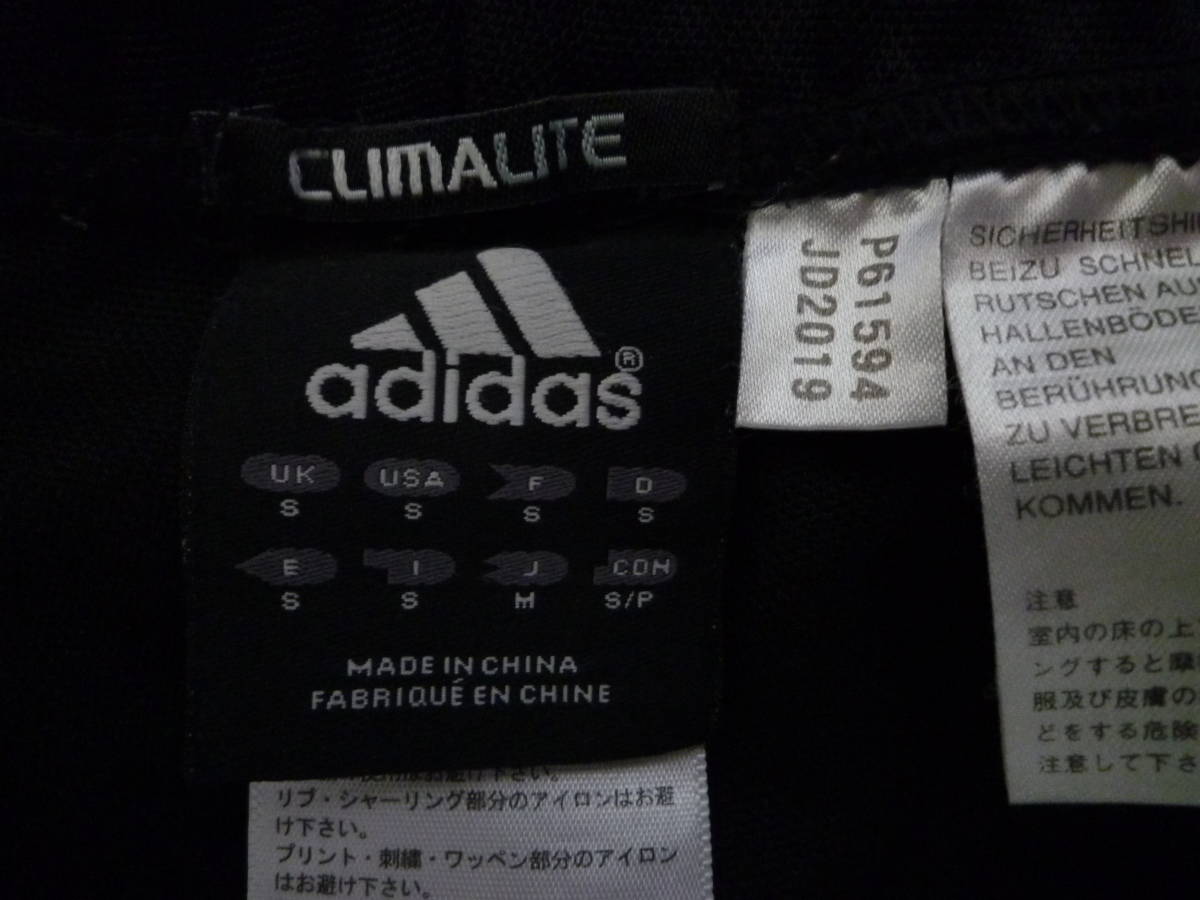 CLIMALITE
adidas®
UK USA F D
S S S S
E I J CDN
S S M S/P
MADE IN CHINA
FABRIQUÉ EN CHINE
下さい。
リブ・シャーリング部分のアイロンはお避
け下さい。
プリント・刺繍・ワッペン部分のアイロン
はお避け下さい。
P61594
JD2019
SICHERHEITSHI
BEIZU SCHNEL
RUTSCHEN AU
HALLENBÖDE
AN DEN
BERÜHRUNG
ZU VERBRE
LEICHTEN
KOMMEN.
注意
室内の床の上
ングすると摩
服及び皮膚の
どをする危険
注意して下さ